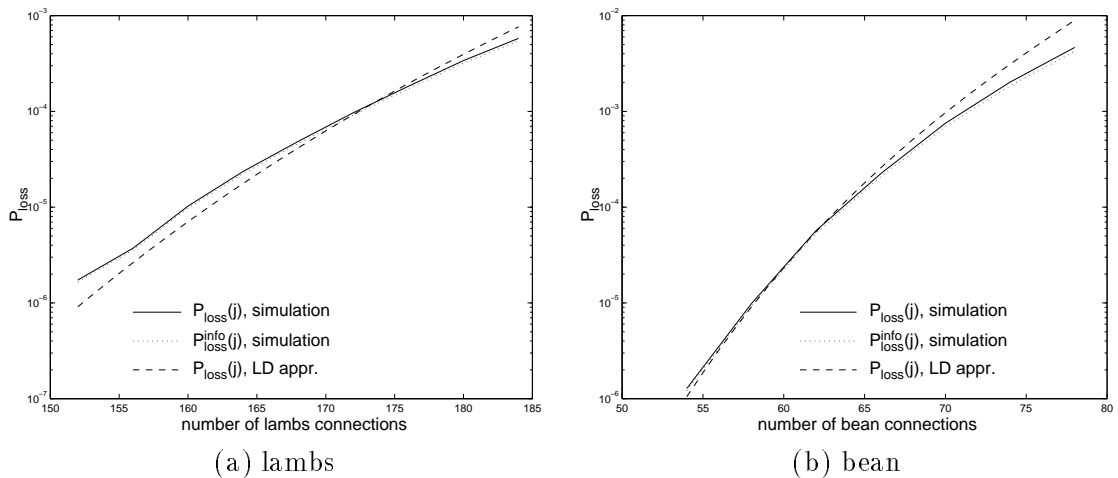 10^-3
10^-4
10^-5
10^-6
10^-7
P_loss
P_loss(j), simulation
P_loss^info(j), simulation
P_loss(j), LD appr.
150 155 160 165 170 175 180 185
number of lambs connections
(a) lambs
10^-2
10^-3
10^-4
10^-5
10^-6
P_loss
P_loss(j), simulation
P_loss^info(j), simulation
P_loss(j), LD appr.
50 55 60 65 70 75 80
number of bean connections
(b) bean